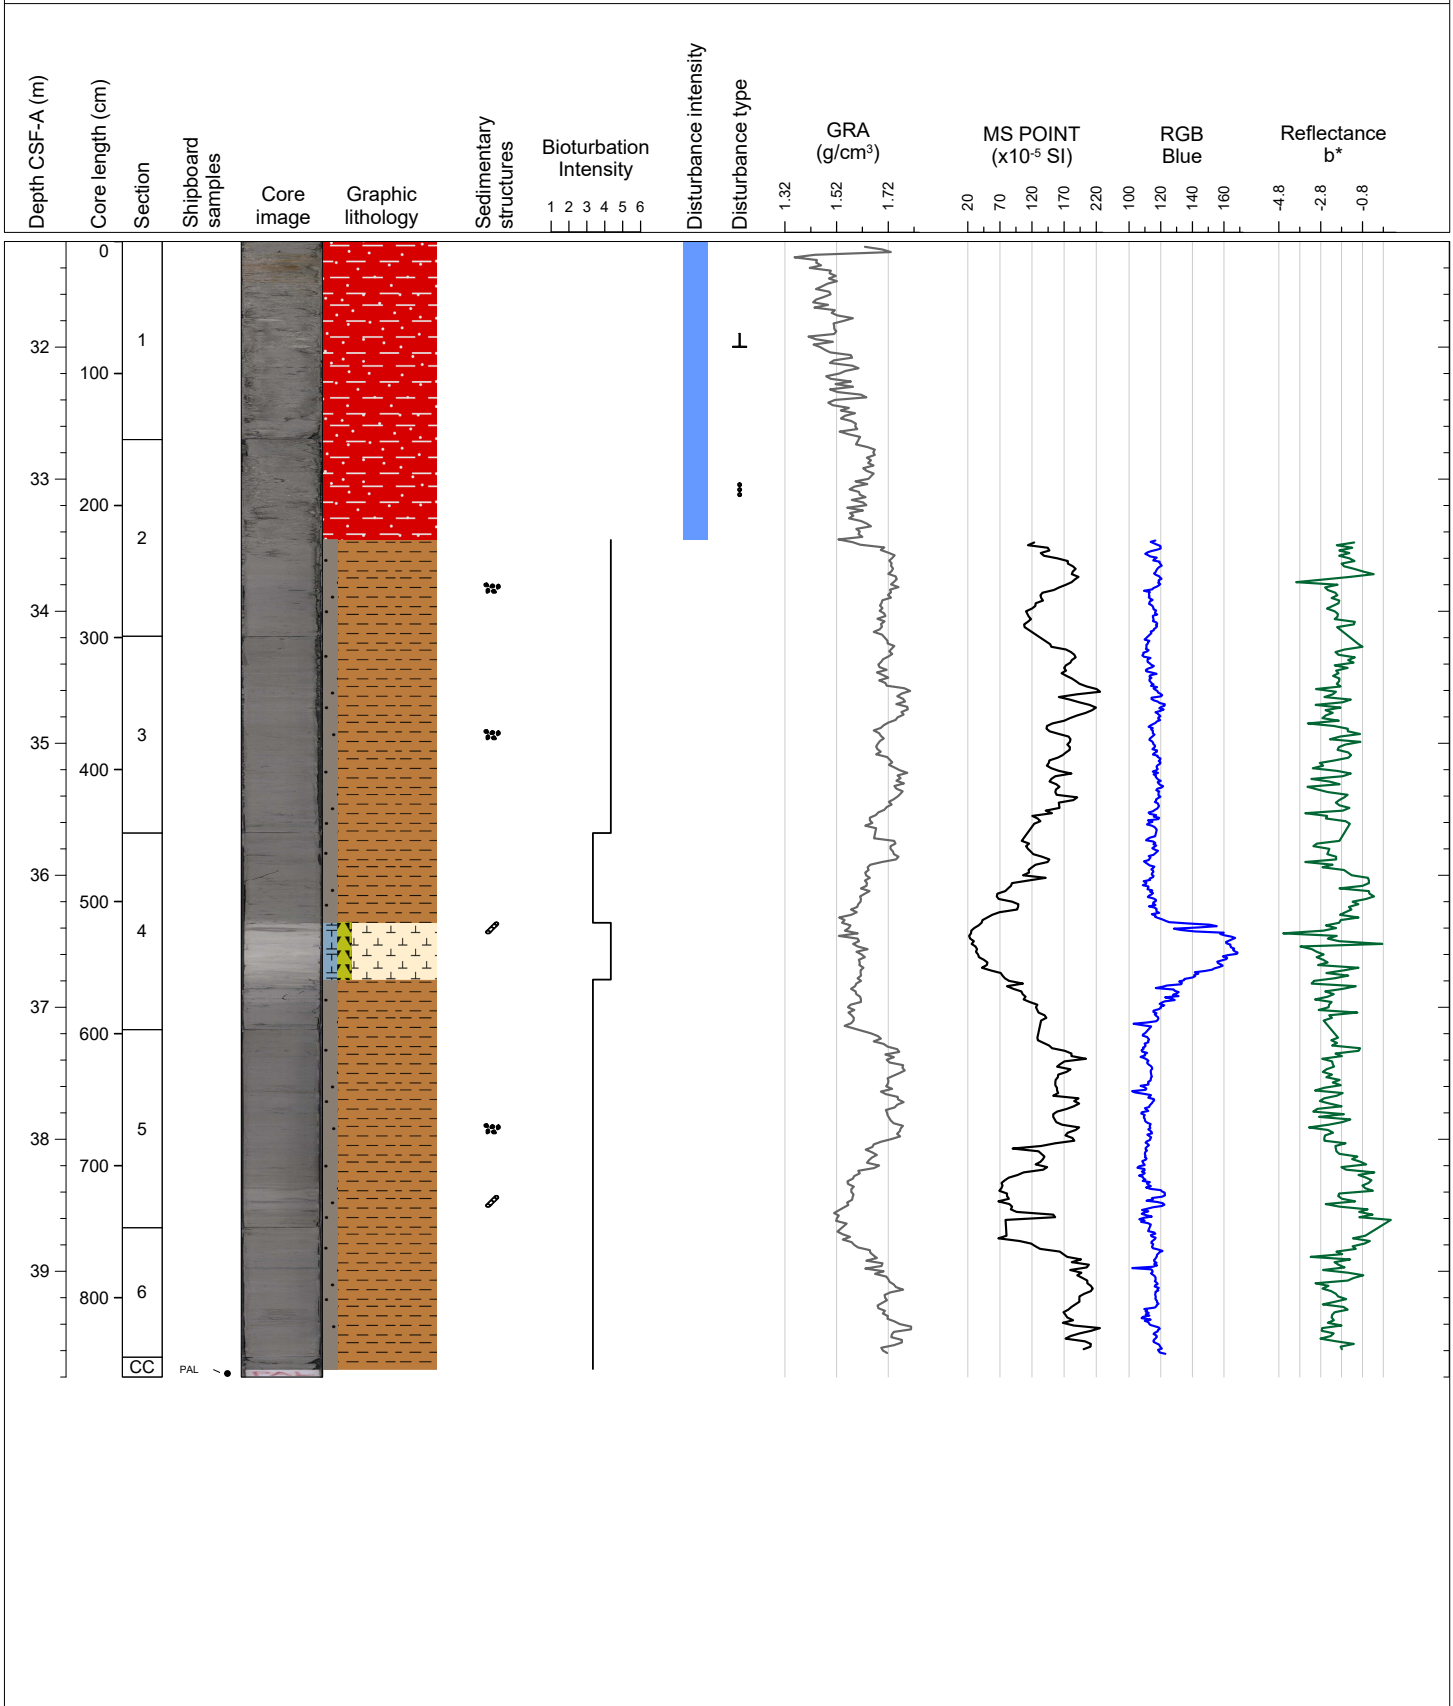 Depth CSF-A (m)
Core length (cm)
Section
Shipboard
samples
Core
image
Graphic
lithology
Sedimentary
structures
Bioturbation
Intensity
1 2 3 4 5 6
Disturbance intensity
Disturbance type
GRA
(g/cm³)
1.32 1.52 1.72
MS POINT
(x10⁻⁵ SI)
20 70 120 170 220
RGB
Blue
100 120 140 160
Reflectance
b*
-4.8 -2.8 -0.8
0
1
32
100
33
200
2
34
300
3
35
400
36
500
4
37
600
5
38
700
39
6
800
CC
PAL